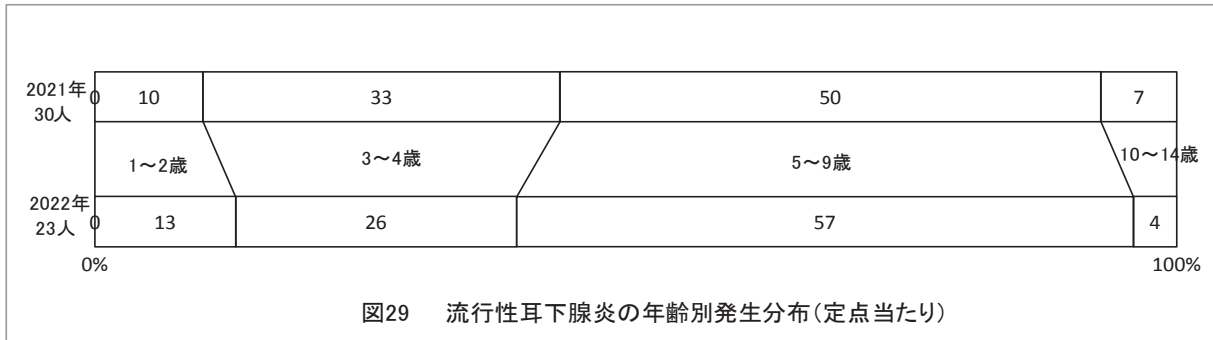 2021年
30人
0 10 33 50 7
1～2歳 3～4歳 5～9歳 10～14歳
2022年
23人
0 13 26 57 4
0% 100%
図29 流行性耳下腺炎の年齢別発生分布(定点当たり)